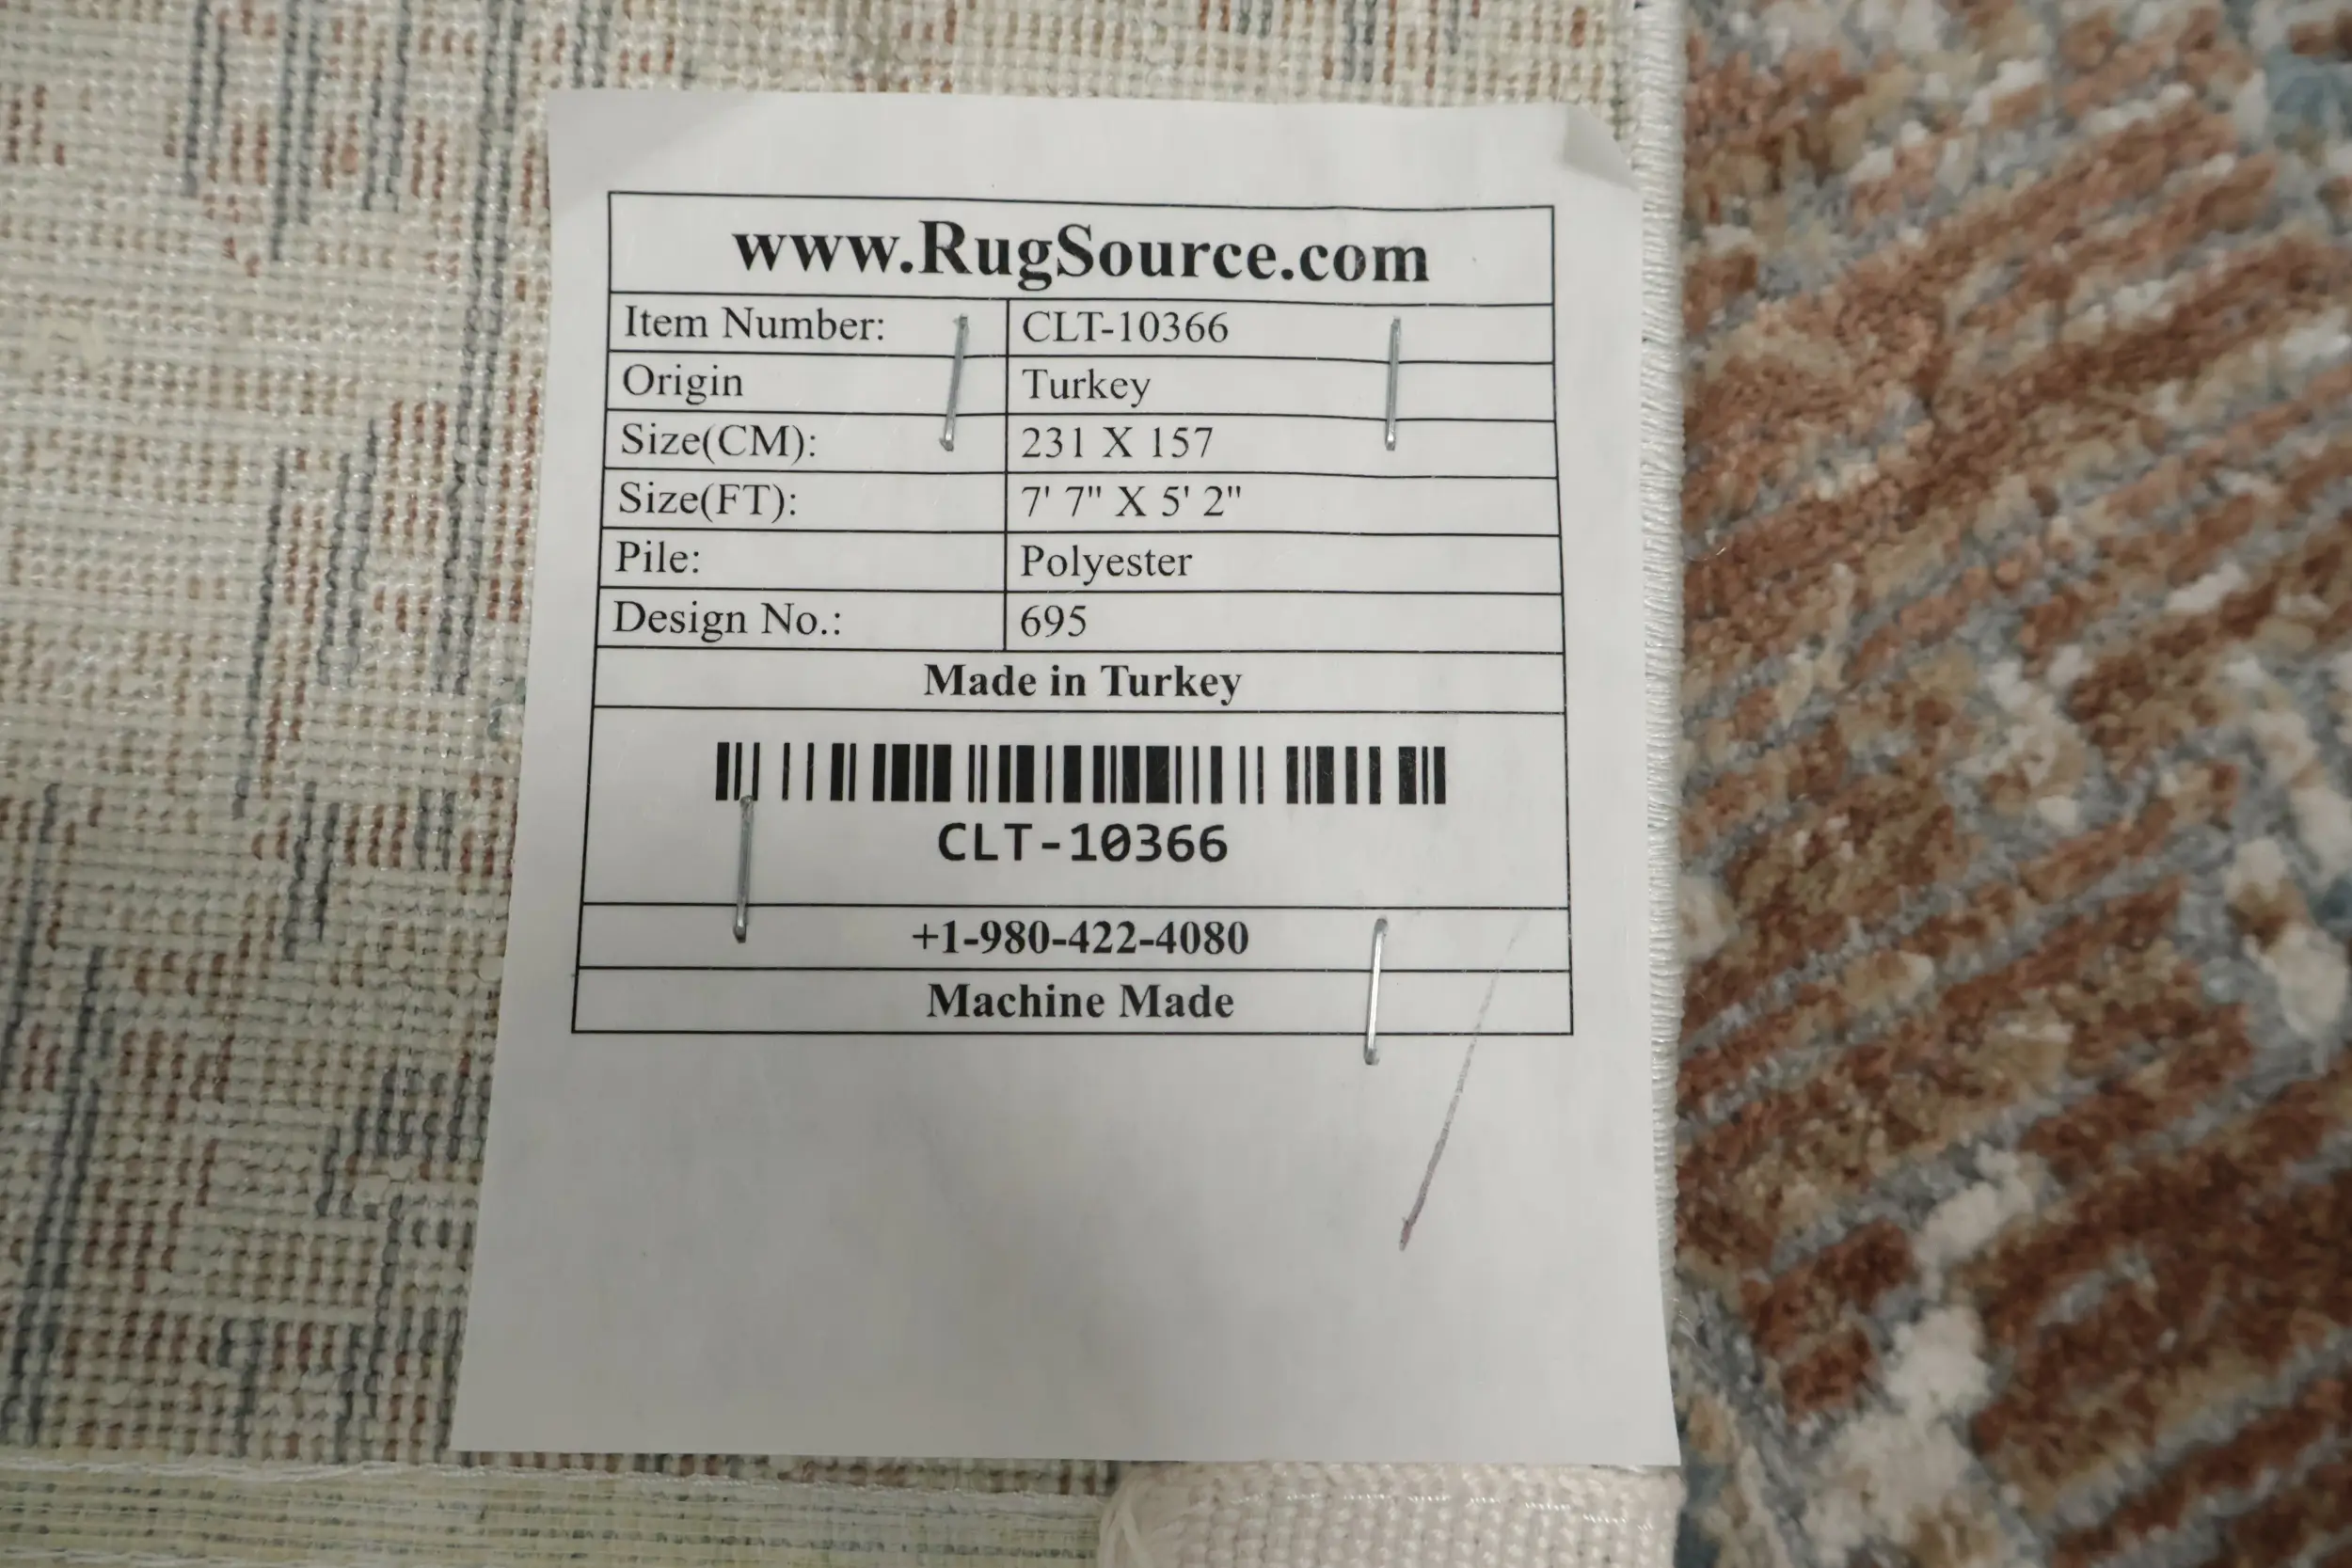 www.RugSource.com
Item Number: CLT-10366
Origin Turkey
Size(CM): 231 X 157
Size(FT): 7' 7" X 5' 2"
Pile: Polyester
Design No.: 695
Made in Turkey
CLT-10366
+1-980-422-4080
Machine Made